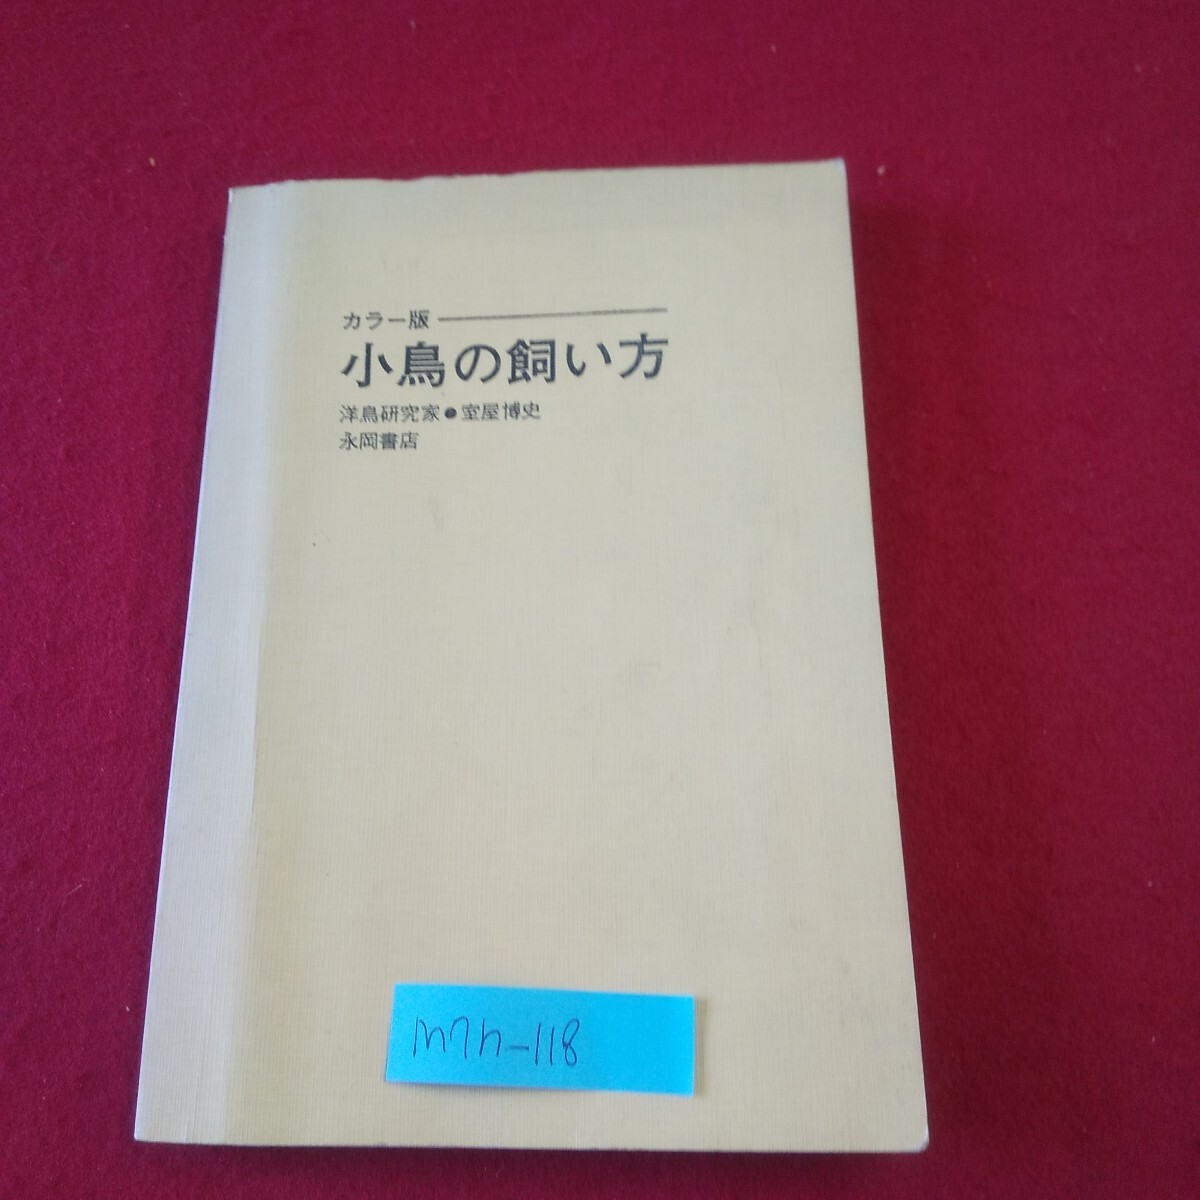 カラー版
小鳥の飼い方
洋鳥研究家●室屋博史
永岡書店
m7h-118